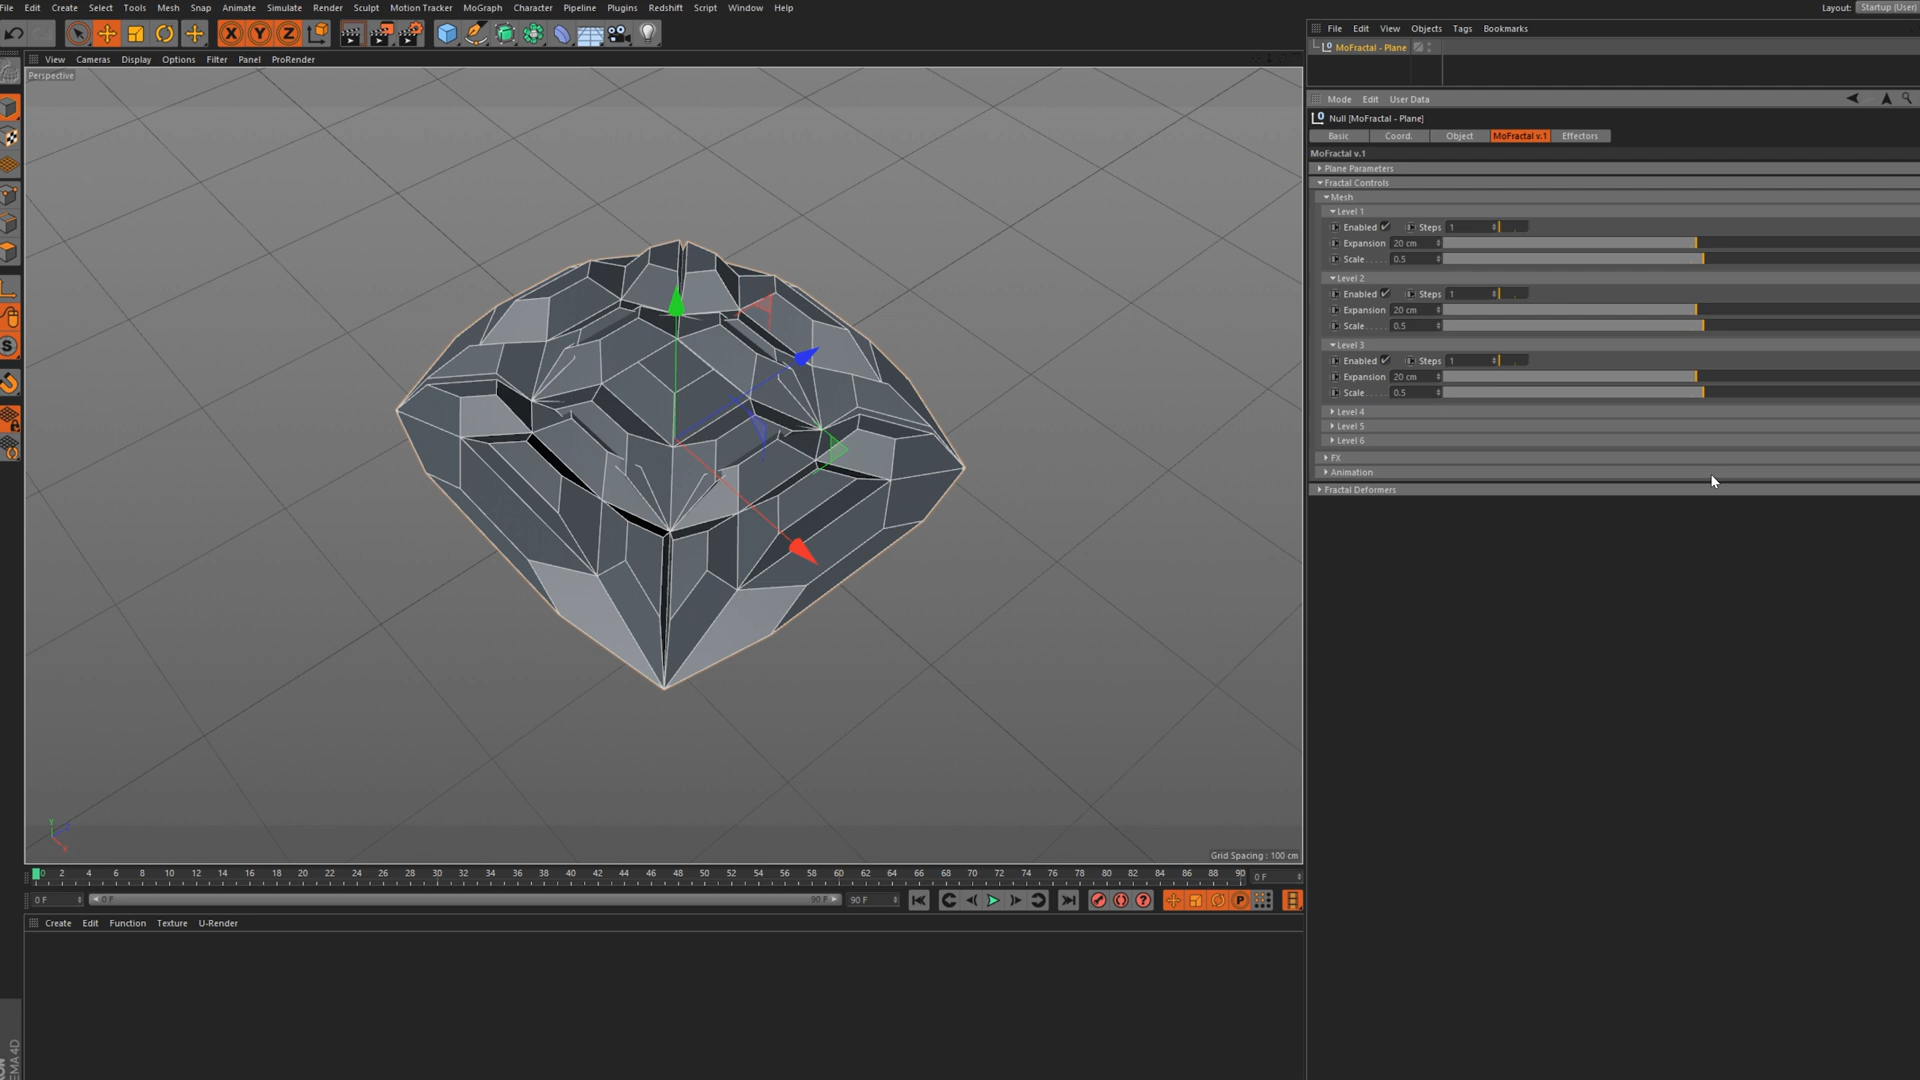 File Edit Create Select Tools Mesh Snap Animate Simulate Render Sculpt Motion Tracker MoGraph Character Pipeline Plugins Redshift Script Window Help Layout: Startup (User)
X Y Z
File Edit View Objects Tags Bookmarks
MoFractal - Plane
View Cameras Display Options Filter Panel ProRender
Perspective
Mode Edit User Data
Null [MoFractal - Plane]
Basic Coord. Object MoFractal v.1 Effectors
MoFractal v.1
Plane Parameters
Fractal Controls
Mesh
Level 1
Enabled Steps 1
Expansion 20 cm
Scale 0.5
Level 2
Enabled Steps 1
Expansion 20 cm
Scale 0.5
Level 3
Enabled Steps 1
Expansion 20 cm
Scale 0.5
Level 4
Level 5
Level 6
FX
Animation
Fractal Deformers
S
Y
X
Grid Spacing : 100 cm
0 2 4 6 8 10 12 14 16 18 20 22 24 26 28 30 32 34 36 38 40 42 44 46 48 50 52 54 56 58 60 62 64 66 68 70 72 74 76 78 80 82 84 86 88 90 0 F
0 F 0 F 90 F 90 F ? P
Create Edit Function Texture U-Render
EMA 4D